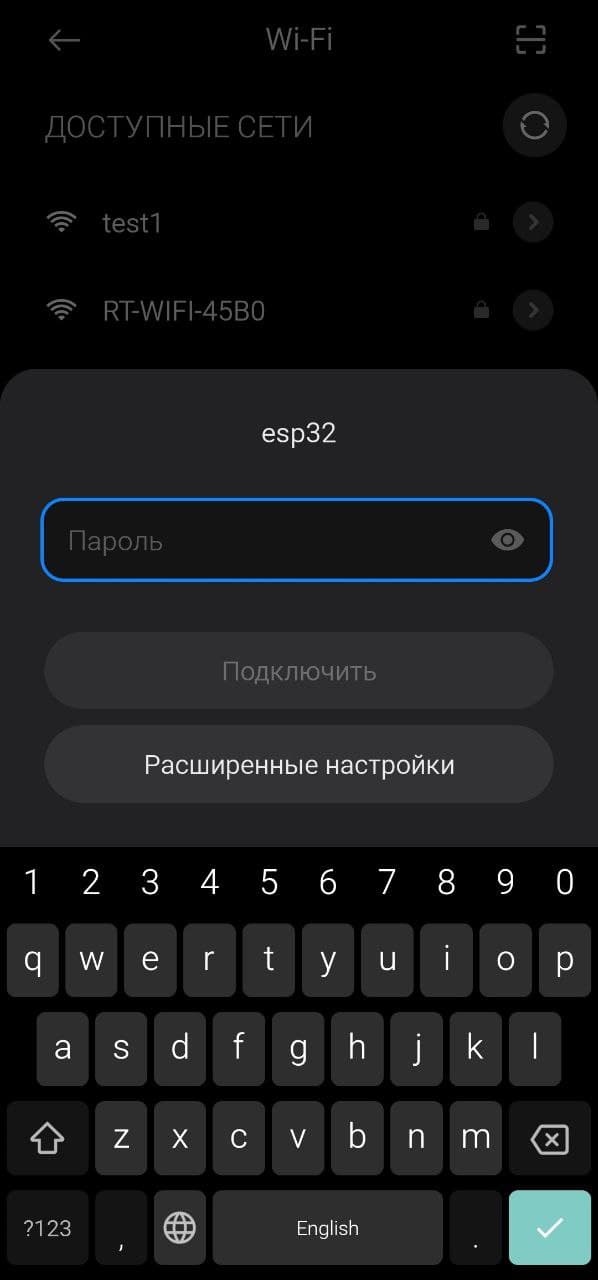 Wi-Fi
ДОСТУПНЫЕ СЕТИ
test1
RT-WIFI-45B0
esp32
Пароль
Подключить
Расширенные настройки
1 2 3 4 5 6 7 8 9 0
q w e r t y u i o p
a s d f g h j k l
z x c v b n m
?123 , English .